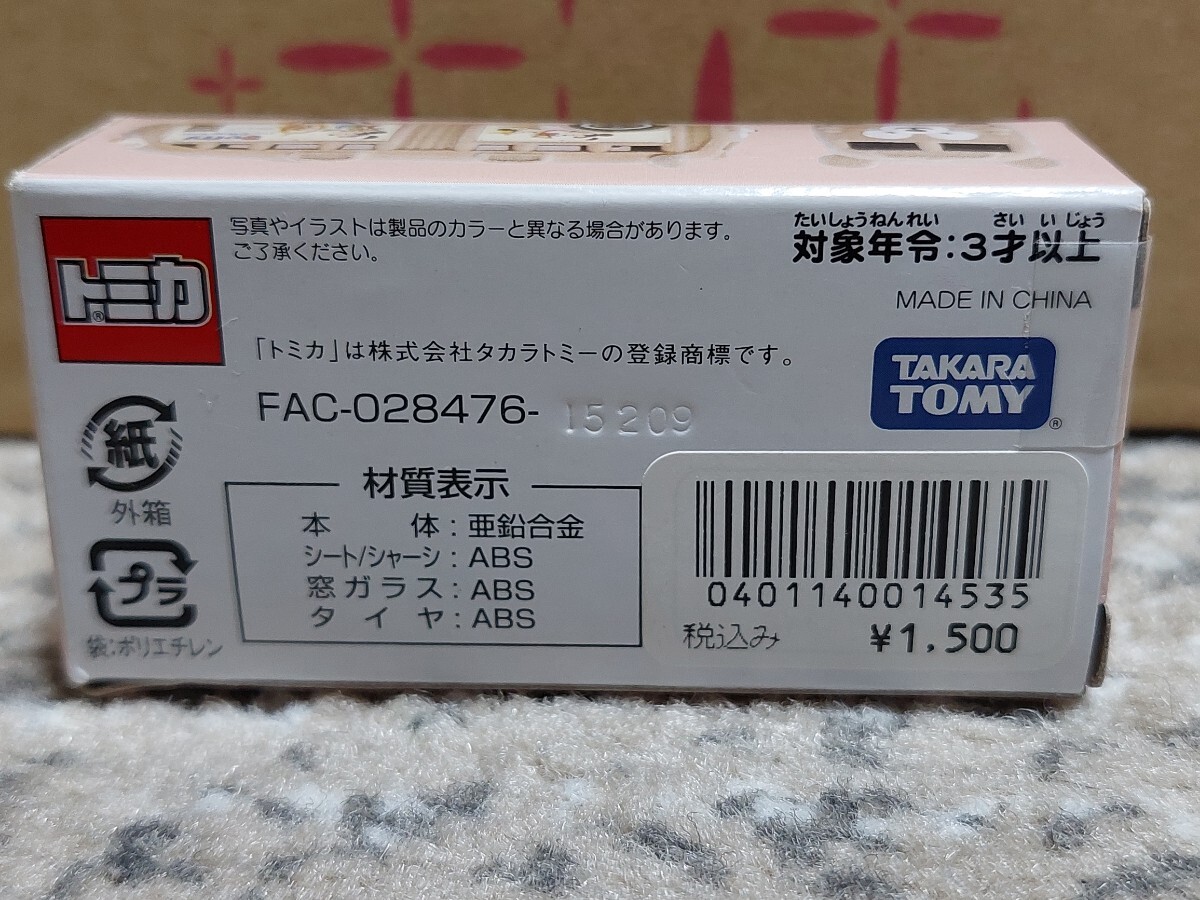 トミカ®
写真やイラストは製品のカラーと異なる場合があります。
ご了承ください。
たいしょうねんれい さい い じょう
対象年令:3才以上
MADE IN CHINA
「トミカ」は株式会社タカラトミーの登録商標です。
TAKARA
TOMY®
FAC-028476- 15209
紙
外箱
プラ
袋:ポリエチレン
材質表示
本体:亜鉛合金
シート/シャーシ:ABS
窓ガラス:ABS
タイヤ:ABS
0401140014535
税込み ¥1,500